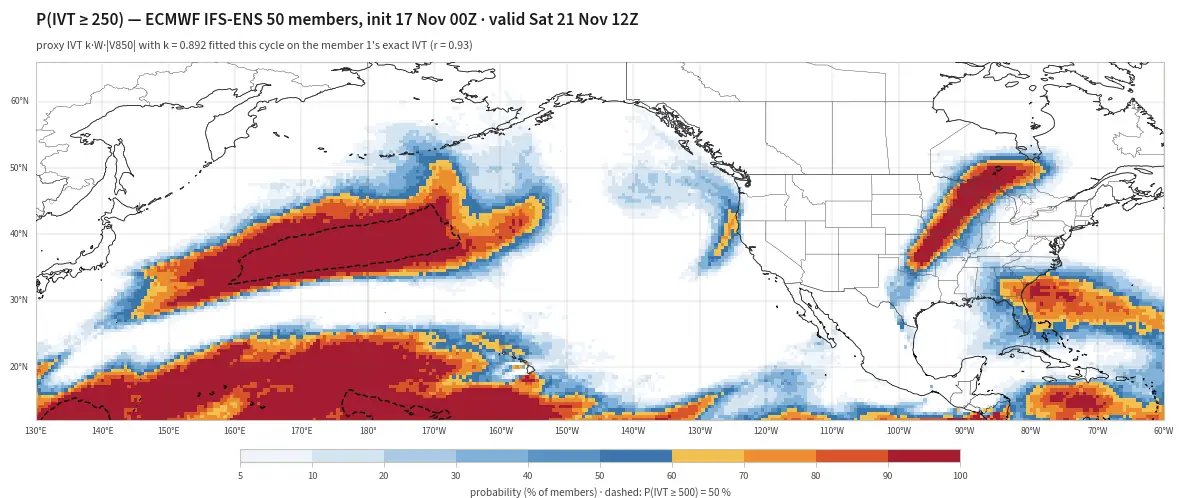 P(IVT ≥ 250) — ECMWF IFS-ENS 50 members, init 17 Nov 00Z · valid Sat 21 Nov 12Z
proxy IVT k·W·|V850| with k = 0.892 fitted this cycle on the member 1's exact IVT (r = 0.93)
60°N
50°N
40°N
30°N
20°N
130°E 140°E 150°E 160°E 170°E 180° 170°W 160°W 150°W 140°W 130°W 120°W 110°W 100°W 90°W 80°W 70°W 60°W
5 10 20 30 40 50 60 70 80 90 100
probability (% of members) · dashed: P(IVT ≥ 500) = 50 %